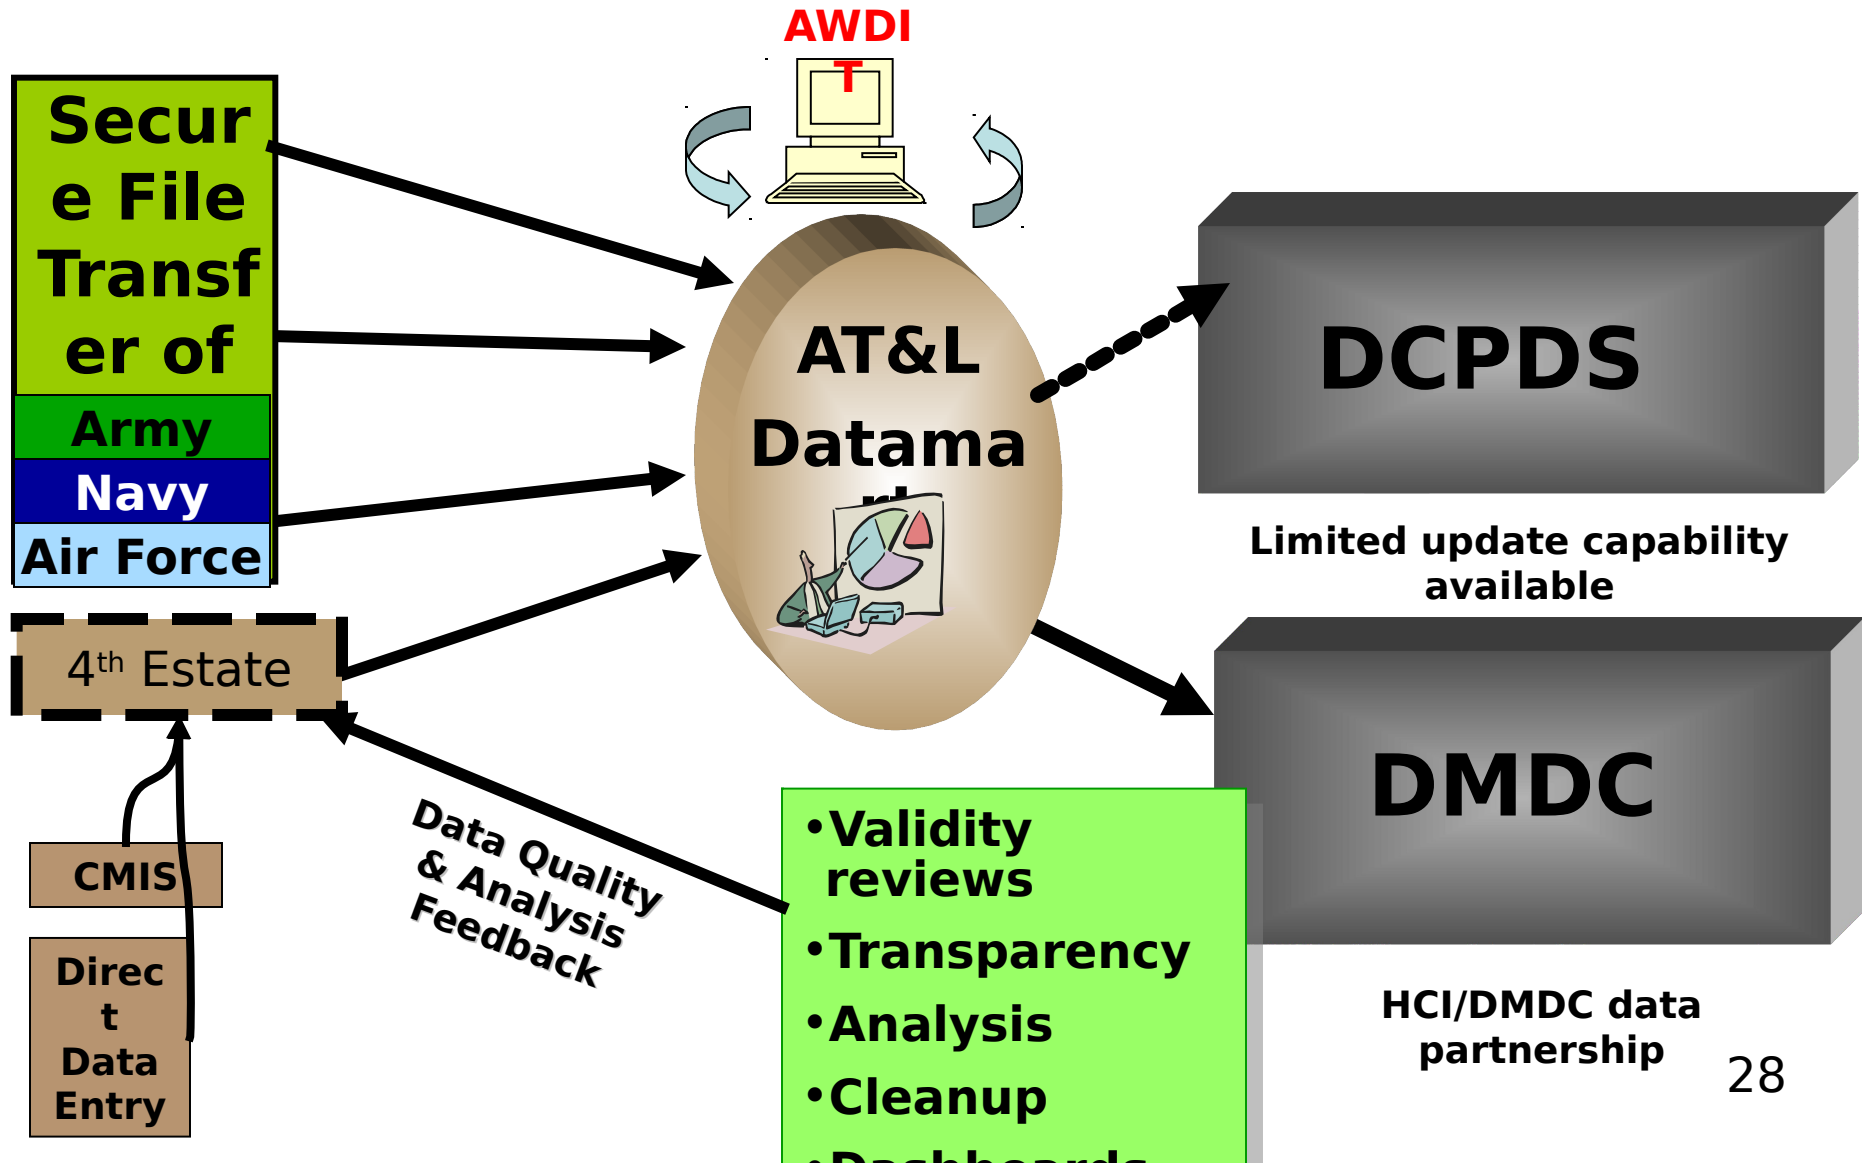 AWDI
T
Secur
e File
Transf
er of
Army
Navy
Air Force
4th Estate
CMIS
Direc
t
Data
Entry
AT&L
Datama
rt
DCPDS
Limited update capability
available
DMDC
HCI/DMDC data
partnership
Data Quality
& Analysis
Feedback
•Validity
reviews
•Transparency
•Analysis
•Cleanup
•Dashboards
28